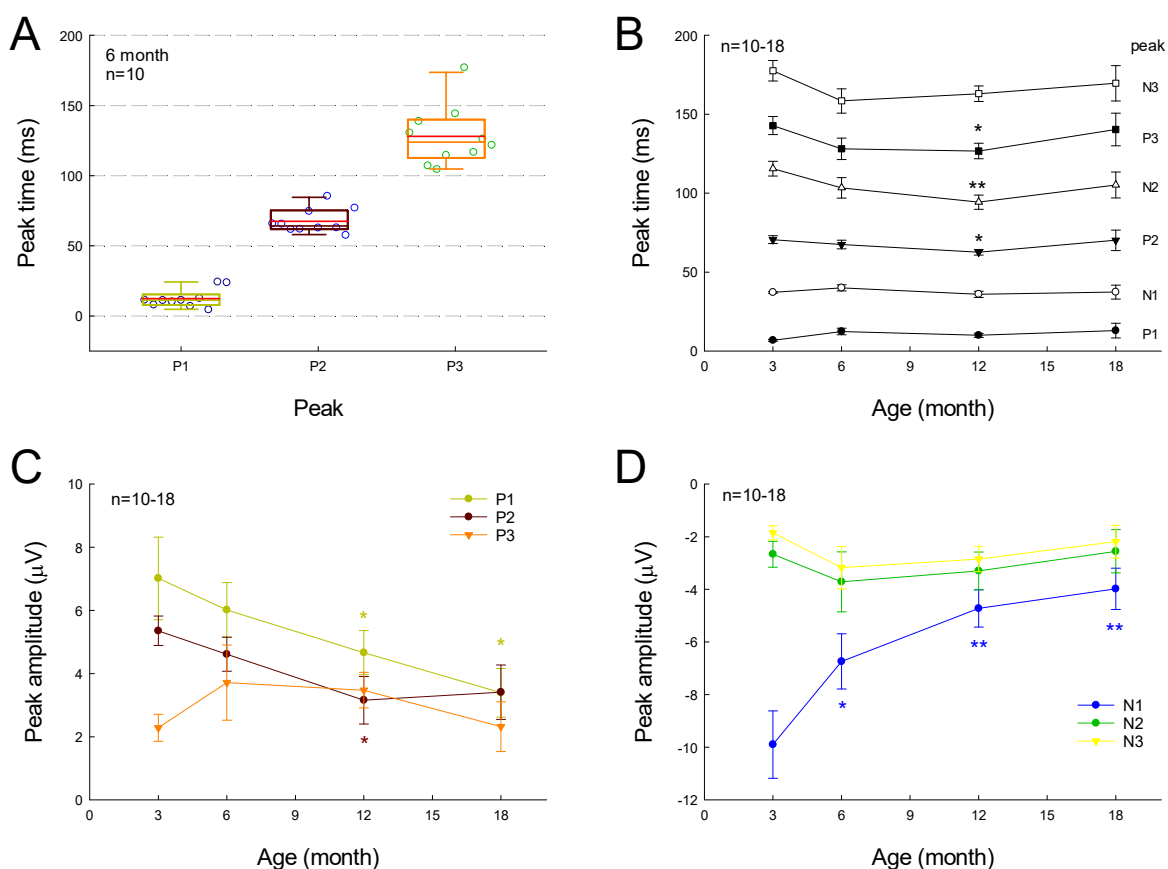 A
6 month
n=10
200
150
100
50
0
Peak time (ms)
P1
P2
P3
Peak
B
n=10-18
peak
200
150
100
50
0
Peak time (ms)
N3
P3
N2
P2
N1
P1
*
**
*
0
3
6
9
12
15
18
Age (month)
C
n=10-18
P1
P2
P3
10
8
6
4
2
0
Peak amplitude (μV)
*
*
*
0
3
6
9
12
15
18
Age (month)
D
n=10-18
0
-2
-4
-6
-8
-10
-12
Peak amplitude (μV)
*
**
**
N1
N2
N3
0
3
6
9
12
15
18
Age (month)